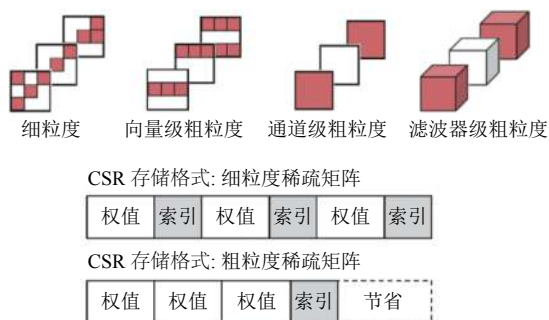 细粒度 向量级粗粒度 通道级粗粒度 滤波器级粗粒度
CSR 存储格式: 细粒度稀疏矩阵
权值 索引 权值 索引 权值 索引
CSR 存储格式: 粗粒度稀疏矩阵
权值 权值 权值 索引 节省